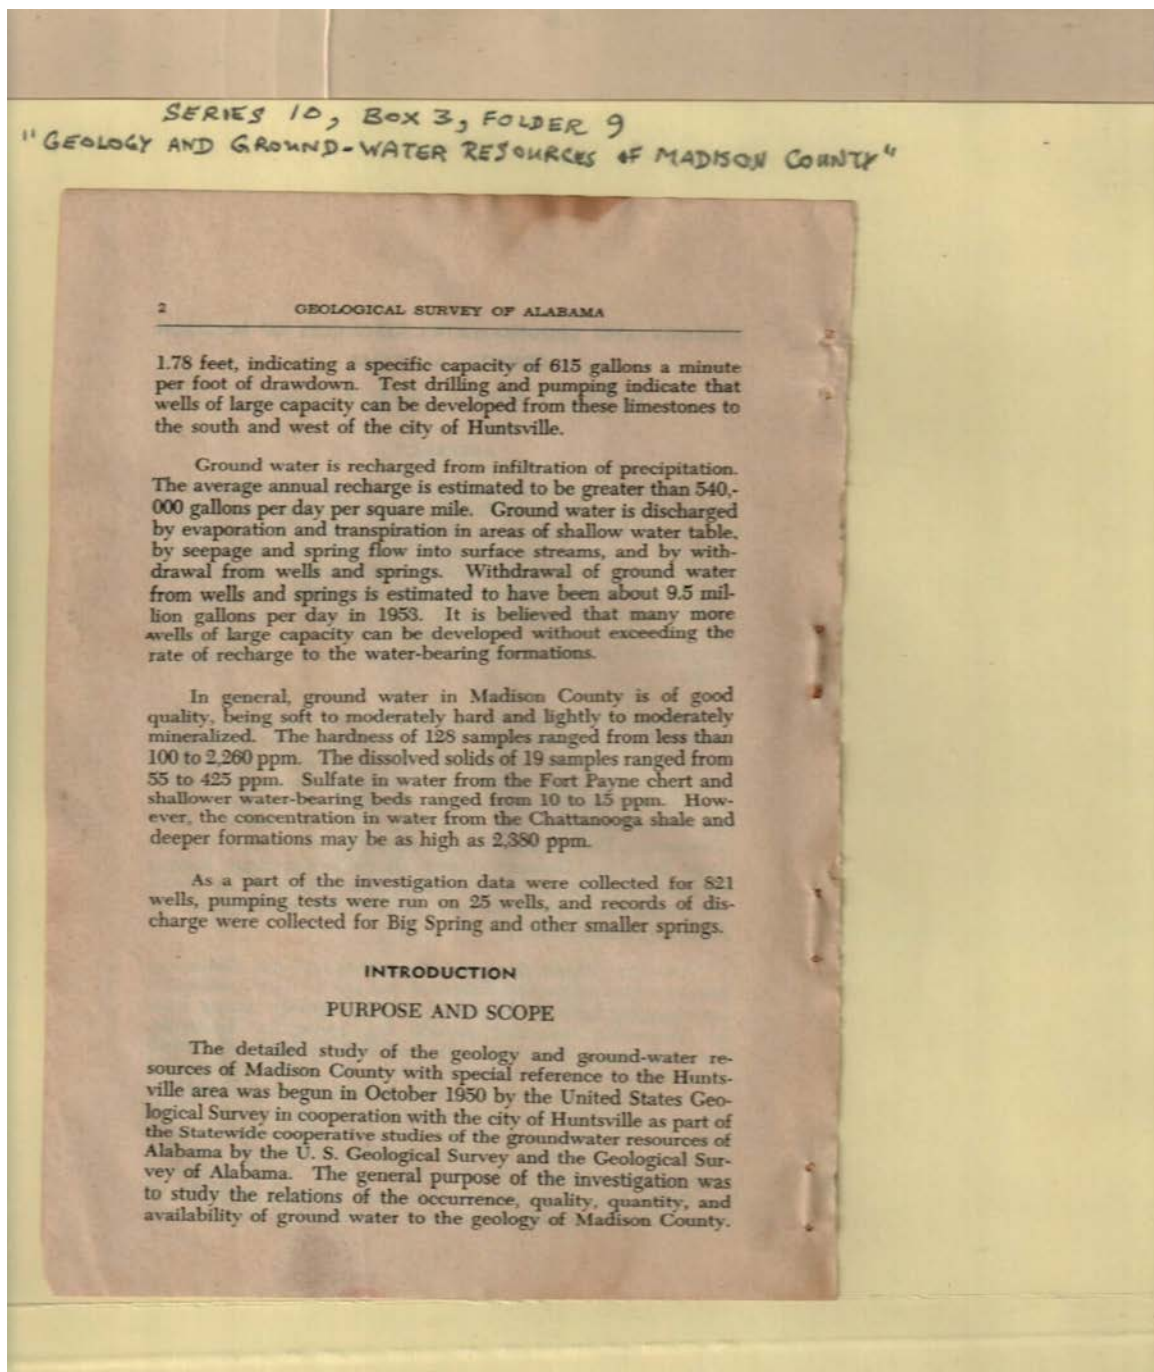 SERIES 10, BOX 3, FOLDER 9
"GEOLOGY AND GROUND-WATER RESOURCES OF MADISON COUNTY"
2 GEOLOGICAL SURVEY OF ALABAMA
1.78 feet, indicating a specific capacity of 615 gallons a minute
per foot of drawdown. Test drilling and pumping indicate that
wells of large capacity can be developed from these limestones to
the south and west of the city of Huntsville.
Ground water is recharged from infiltration of precipitation.
The average annual recharge is estimated to be greater than 540,-
000 gallons per day per square mile. Ground water is discharged
by evaporation and transpiration in areas of shallow water table,
by seepage and spring flow into surface streams, and by with-
drawal from wells and springs. Withdrawal of ground water
from wells and springs is estimated to have been about 9.5 mil-
lion gallons per day in 1953. It is believed that many more
wells of large capacity can be developed without exceeding the
rate of recharge to the water-bearing formations.
In general, ground water in Madison County is of good
quality, being soft to moderately hard and lightly to moderately
mineralized. The hardness of 128 samples ranged from less than
100 to 2,260 ppm. The dissolved solids of 19 samples ranged from
55 to 425 ppm. Sulfate in water from the Fort Payne chert and
shallower water-bearing beds ranged from 10 to 15 ppm. How-
ever, the concentration in water from the Chattanooga shale and
deeper formations may be as high as 2,380 ppm.
As a part of the investigation data were collected for 821
wells, pumping tests were run on 25 wells, and records of dis-
charge were collected for Big Spring and other smaller springs.
INTRODUCTION
PURPOSE AND SCOPE
The detailed study of the geology and ground-water re-
sources of Madison County with special reference to the Hunts-
ville area was begun in October 1950 by the United States Geo-
logical Survey in cooperation with the city of Huntsville as part of
the Statewide cooperative studies of the groundwater resources of
Alabama by the U. S. Geological Survey and the Geological Sur-
vey of Alabama. The general purpose of the investigation was
to study the relations of the occurrence, quality, quantity, and
availability of ground water to the geology of Madison County.